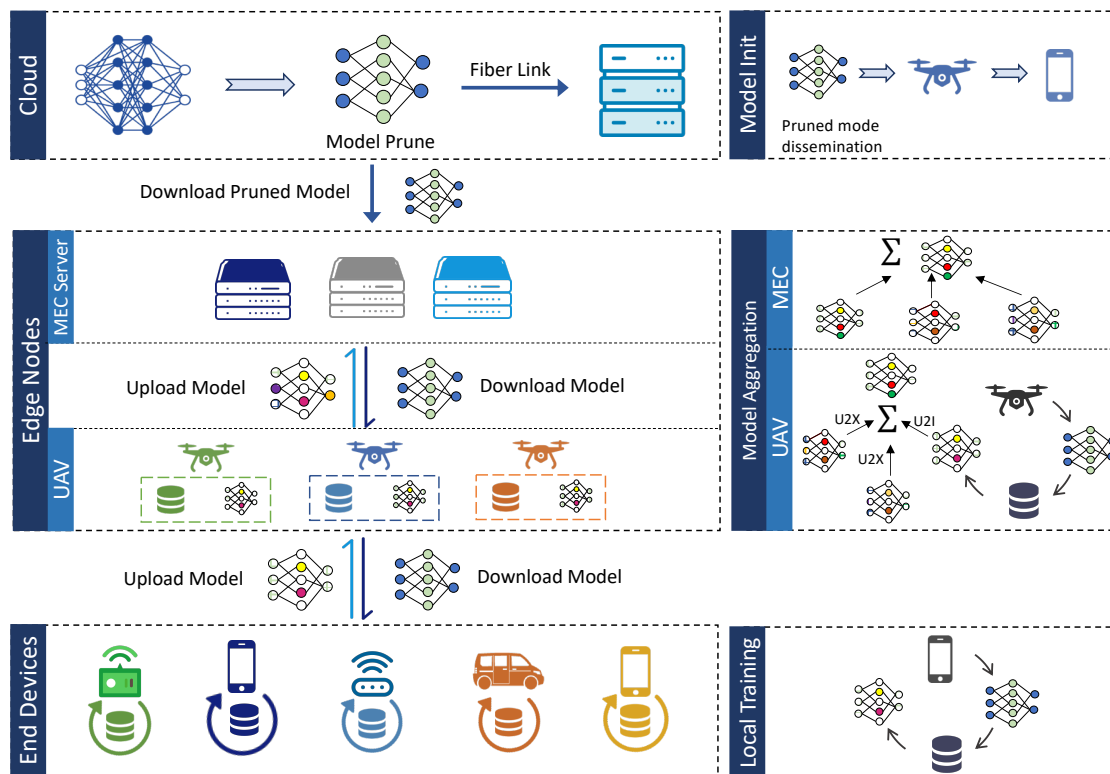 Cloud
Fiber Link
Model Prune
Model Init
Pruned mode
dissemination
Download Pruned Model
Edge Nodes
MEC Server
Upload Model
Download Model
UAV
Model Aggregation
MEC
Σ
UAV
U2X
Σ
U2I
U2X
Upload Model
Download Model
End Devices
Local Training